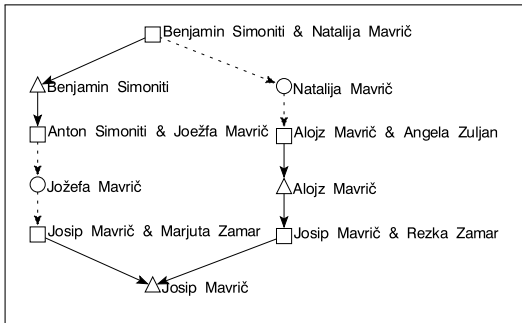 Benjamin Simoniti & Natalija Mavrič
Benjamin Simoniti
Natalija Mavrič
Anton Simoniti & Joežfa Mavrič
Alojz Mavrič & Angela Zuljan
Jožefa Mavrič
Alojz Mavrič
Josip Mavrič & Marjuta Zamar
Josip Mavrič & Rezka Zamar
Josip Mavrič